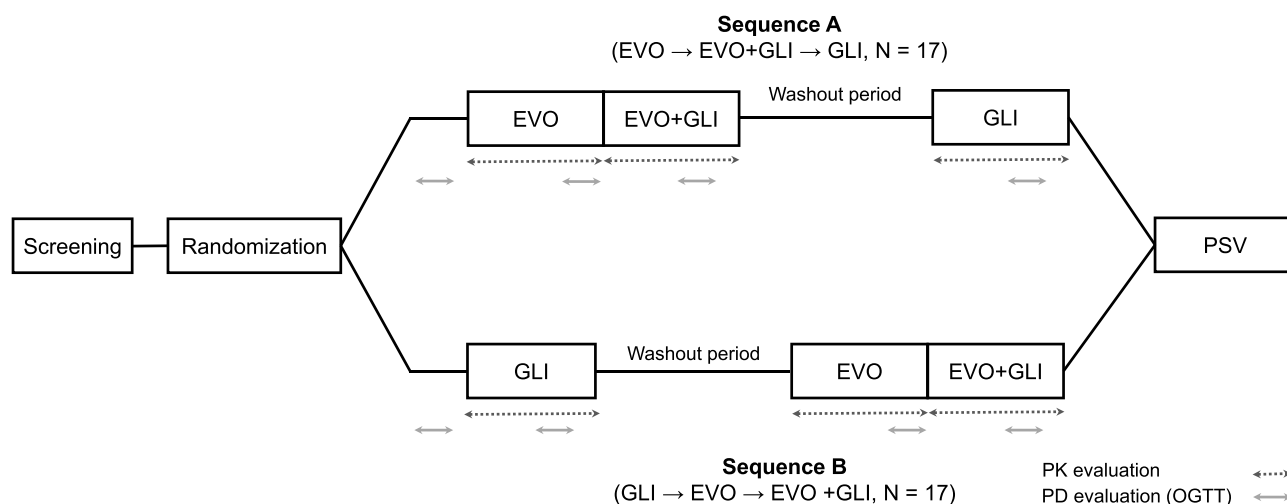 Sequence A
(EVO → EVO+GLI → GLI, N = 17)
EVO
EVO+GLI
Washout period
GLI
Screening
Randomization
PSV
GLI
Washout period
EVO
EVO+GLI
Sequence B
(GLI → EVO → EVO +GLI, N = 17)
PK evaluation
PD evaluation (OGTT)